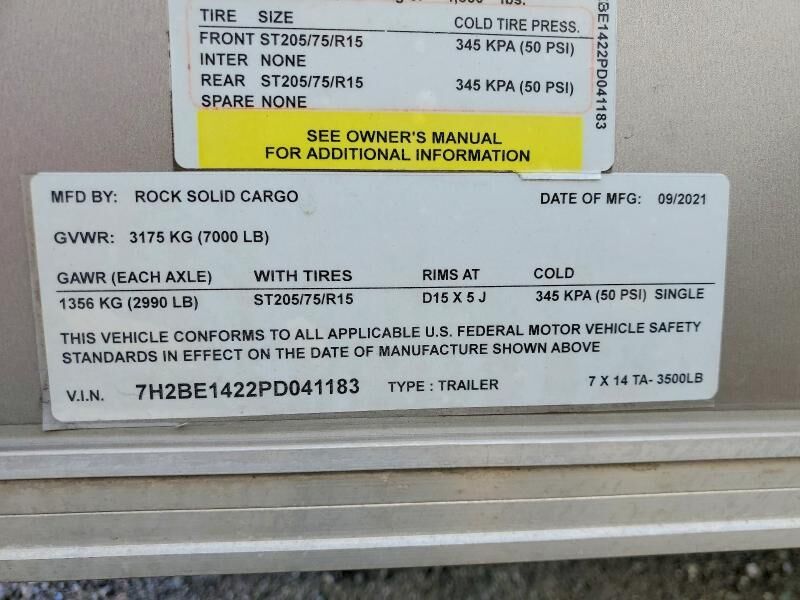 lbs.
TIRE SIZE COLD TIRE PRESS.
FRONT ST205/75/R15 345 KPA (50 PSI)
INTER NONE
REAR ST205/75/R15 345 KPA (50 PSI)
SPARE NONE
BE1422PD041183
SEE OWNER'S MANUAL
FOR ADDITIONAL INFORMATION
MFD BY: ROCK SOLID CARGO DATE OF MFG: 09/2021
GVWR: 3175 KG (7000 LB)
GAWR (EACH AXLE) WITH TIRES RIMS AT COLD
1356 KG (2990 LB) ST205/75/R15 D15 X 5 J 345 KPA (50 PSI) SINGLE
THIS VEHICLE CONFORMS TO ALL APPLICABLE U.S. FEDERAL MOTOR VEHICLE SAFETY
STANDARDS IN EFFECT ON THE DATE OF MANUFACTURE SHOWN ABOVE
V.I.N. 7H2BE1422PD041183 TYPE : TRAILER 7 X 14 TA- 3500LB